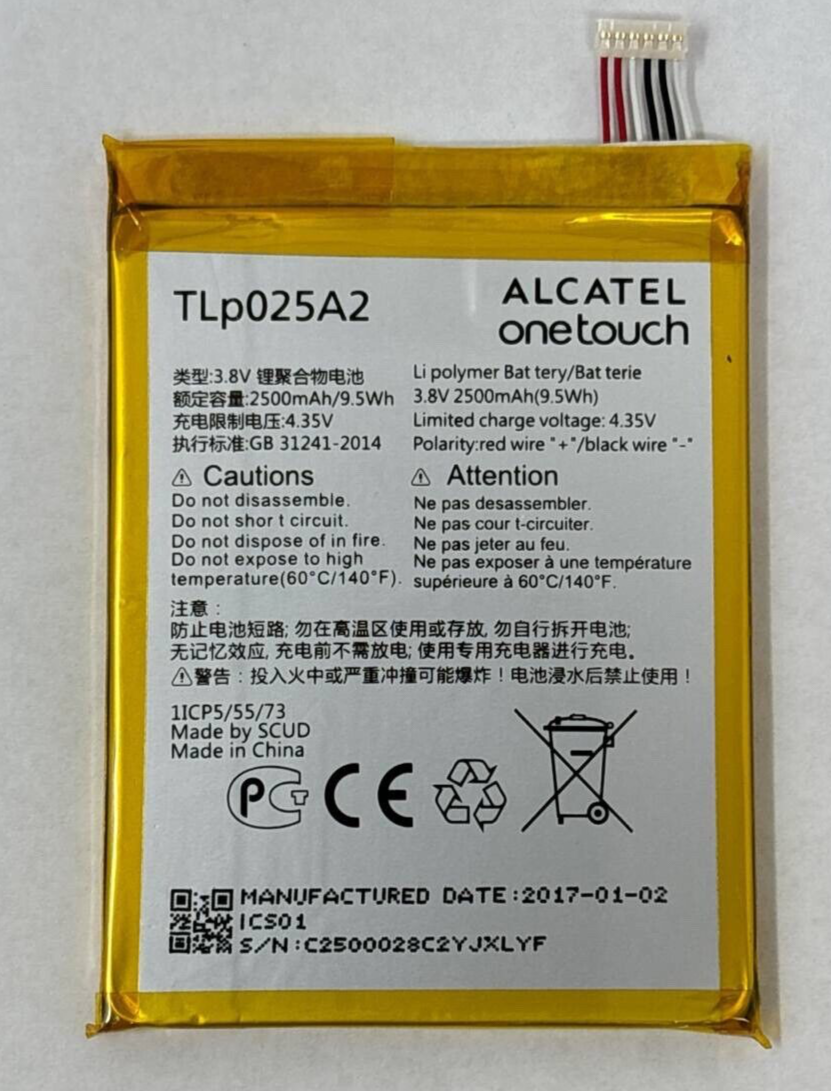 TLp025A2
ALCATEL
onetouch
类型:3.8V 锂聚合物电池
额定容量:2500mAh/9.5Wh
充电限制电压:4.35V
执行标准:GB 31241-2014
Li polymer Bat tery/Bat terie
3.8V 2500mAh(9.5Wh)
Limited charge voltage: 4.35V
Polarity:red wire "+"/black wire "-"
⚠ Cautions
Do not disassemble.
Do not shor t circuit.
Do not dispose of in fire.
Do not expose to high
temperature(60°C/140°F).
⚠ Attention
Ne pas desassembler.
Ne pas cour t-circuiter.
Ne pas jeter au feu.
Ne pas exposer à une température
supérieure à 60°C/140°F.
注意：
防止电池短路; 勿在高温区使用或存放, 勿自行拆开电池;
无记忆效应, 充电前不需放电; 使用专用充电器进行充电。
⚠警告：投入火中或严重冲撞可能爆炸！电池浸水后禁止使用！
1ICP5/55/73
Made by SCUD
Made in China
PCT CE
MANUFACTURED DATE:2017-01-02
ICS01
S/N:C2500028C2YJXLYF